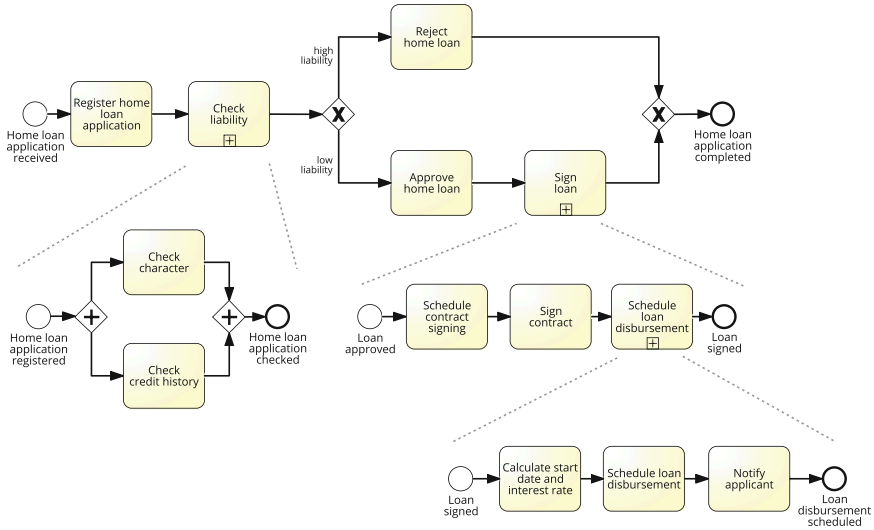 Reject
home loan
high
liability
Register home
loan
application
Check
liability
Home loan
application
received
Home loan
application
completed
low
liability
Approve
home loan
Sign
loan
Check
character
Home loan
application
registered
Home loan
application
checked
Check
credit history
Schedule
contract
signing
Sign
contract
Schedule
loan
disbursement
Loan
approved
Loan
signed
Calculate start
date and
interest rate
Schedule loan
disbursement
Notify
applicant
Loan
signed
Loan
disbursement
scheduled